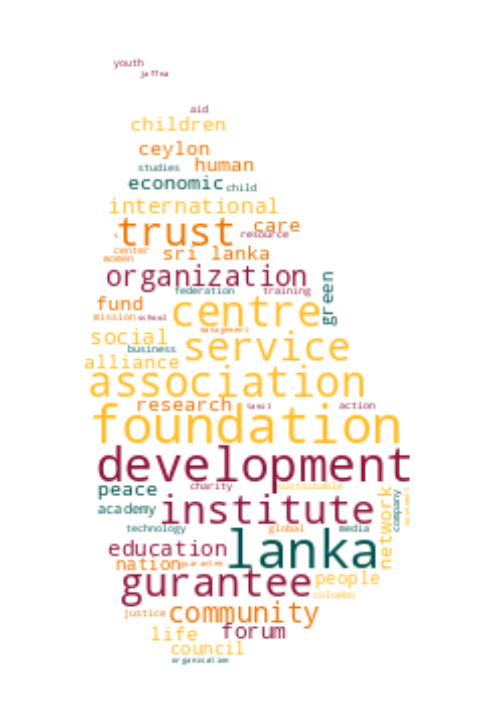 youth
jaffna
aid
children
ceylon
studies human
economic child
international
trust care
resource
center sri lanka
women
organization
federation training
green
fund centre
mission school
management
social service
business
alliance
association
research tamil action
foundation
development
charity sustainable
peace
academy institute
network
company
technology global media
education lanka
nation guarantee
gurantee people
colombo
justice community
life forum
council
organisation